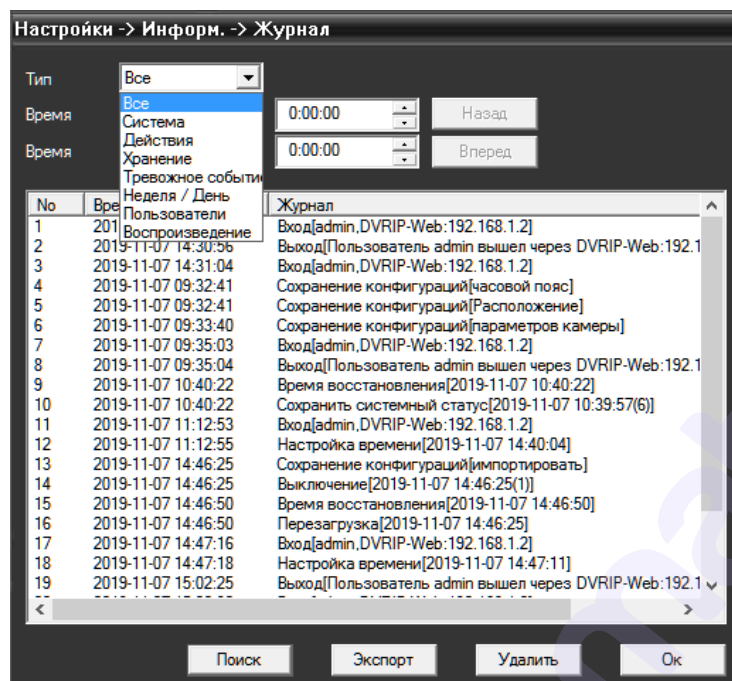 Настройки -> Информ. -> Журнал
Тип Все
Все
Система
Действия
Хранение
Тревожное событи
Неделя / День
Пользователи
Воспроизведение
Время 0:00:00 Назад
Время 0:00:00 Вперед
No Вре Журнал
1 201 Вход[admin,DVRIP-Web:192.168.1.2]
2 2019-11-07 14:30:56 Выход[Пользователь admin вышел через DVRIP-Web:192.1
3 2019-11-07 14:31:04 Вход[admin,DVRIP-Web:192.168.1.2]
4 2019-11-07 09:32:41 Сохранение конфигураций[часовой пояс]
5 2019-11-07 09:32:41 Сохранение конфигураций[Расположение]
6 2019-11-07 09:33:40 Сохранение конфигураций[параметров камеры]
7 2019-11-07 09:35:03 Вход[admin,DVRIP-Web:192.168.1.2]
8 2019-11-07 09:35:04 Выход[Пользователь admin вышел через DVRIP-Web:192.1
9 2019-11-07 10:40:22 Время восстановления[2019-11-07 10:40:22]
10 2019-11-07 10:40:22 Сохранить системный статус[2019-11-07 10:39:57(6)]
11 2019-11-07 11:12:53 Вход[admin,DVRIP-Web:192.168.1.2]
12 2019-11-07 11:12:55 Настройка времени[2019-11-07 14:40:04]
13 2019-11-07 14:46:25 Сохранение конфигураций[импортировать]
14 2019-11-07 14:46:25 Выключение[2019-11-07 14:46:25(1)]
15 2019-11-07 14:46:50 Время восстановления[2019-11-07 14:46:50]
16 2019-11-07 14:46:50 Перезагрузка[2019-11-07 14:46:25]
17 2019-11-07 14:47:16 Вход[admin,DVRIP-Web:192.168.1.2]
18 2019-11-07 14:47:18 Настройка времени[2019-11-07 14:47:11]
19 2019-11-07 15:02:25 Выход[Пользователь admin вышел через DVRIP-Web:192.1
Поиск Экспорт Удалить Ок